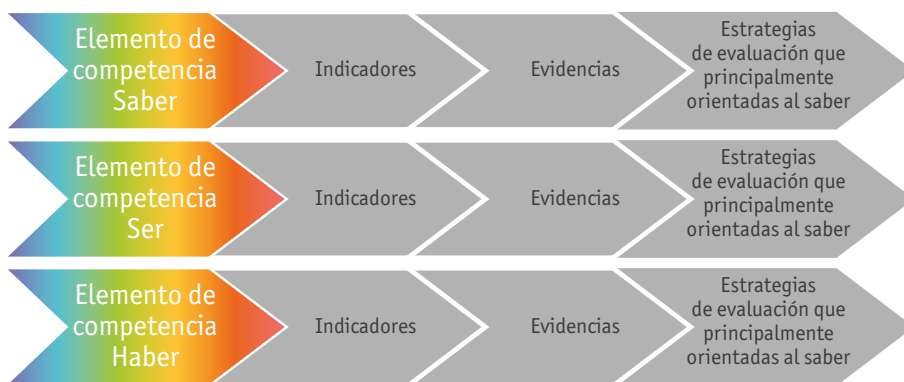 Elemento de
competencia
Saber
Indicadores
Evidencias
Estrategias
de evaluación que
principalmente
orientadas al saber
Elemento de
competencia
Ser
Indicadores
Evidencias
Estrategias
de evaluación que
principalmente
orientadas al saber
Elemento de
competencia
Haber
Indicadores
Evidencias
Estrategias
de evaluación que
principalmente
orientadas al saber